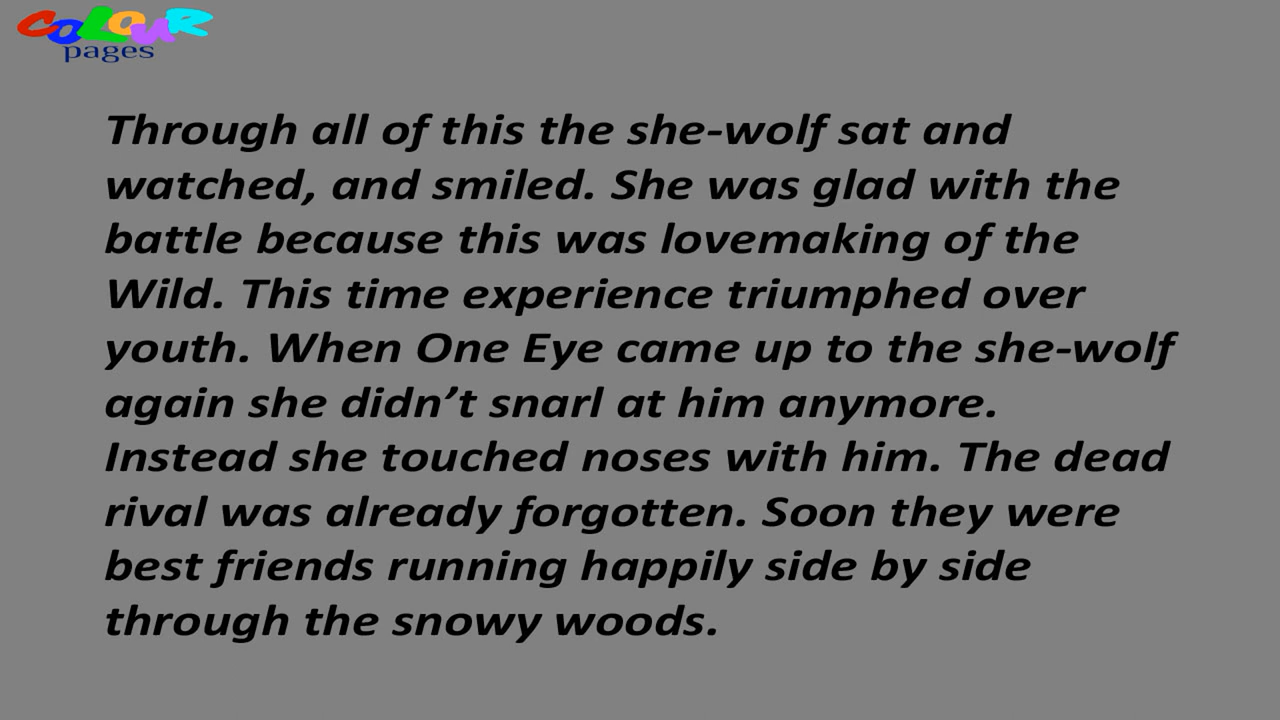 COLOUR
pages
Through all of this the she-wolf sat and
watched, and smiled. She was glad with the
battle because this was lovemaking of the
Wild. This time experience triumphed over
youth. When One Eye came up to the she-wolf
again she didn’t snarl at him anymore.
Instead she touched noses with him. The dead
rival was already forgotten. Soon they were
best friends running happily side by side
through the snowy woods.